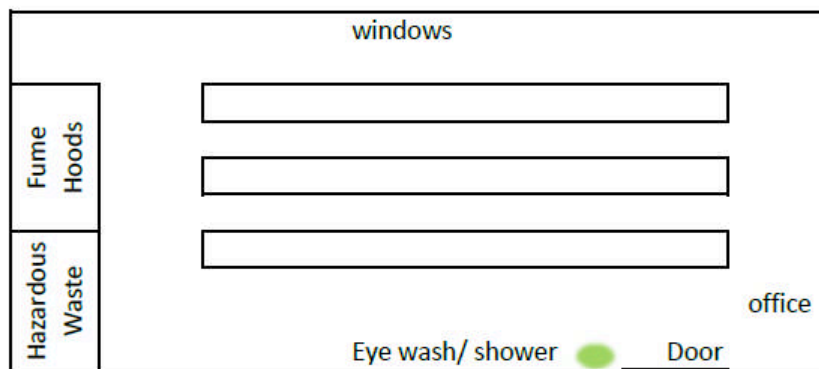 windows
Fume
Hoods
Hazardous
Waste
office
Eye wash/ shower
Door